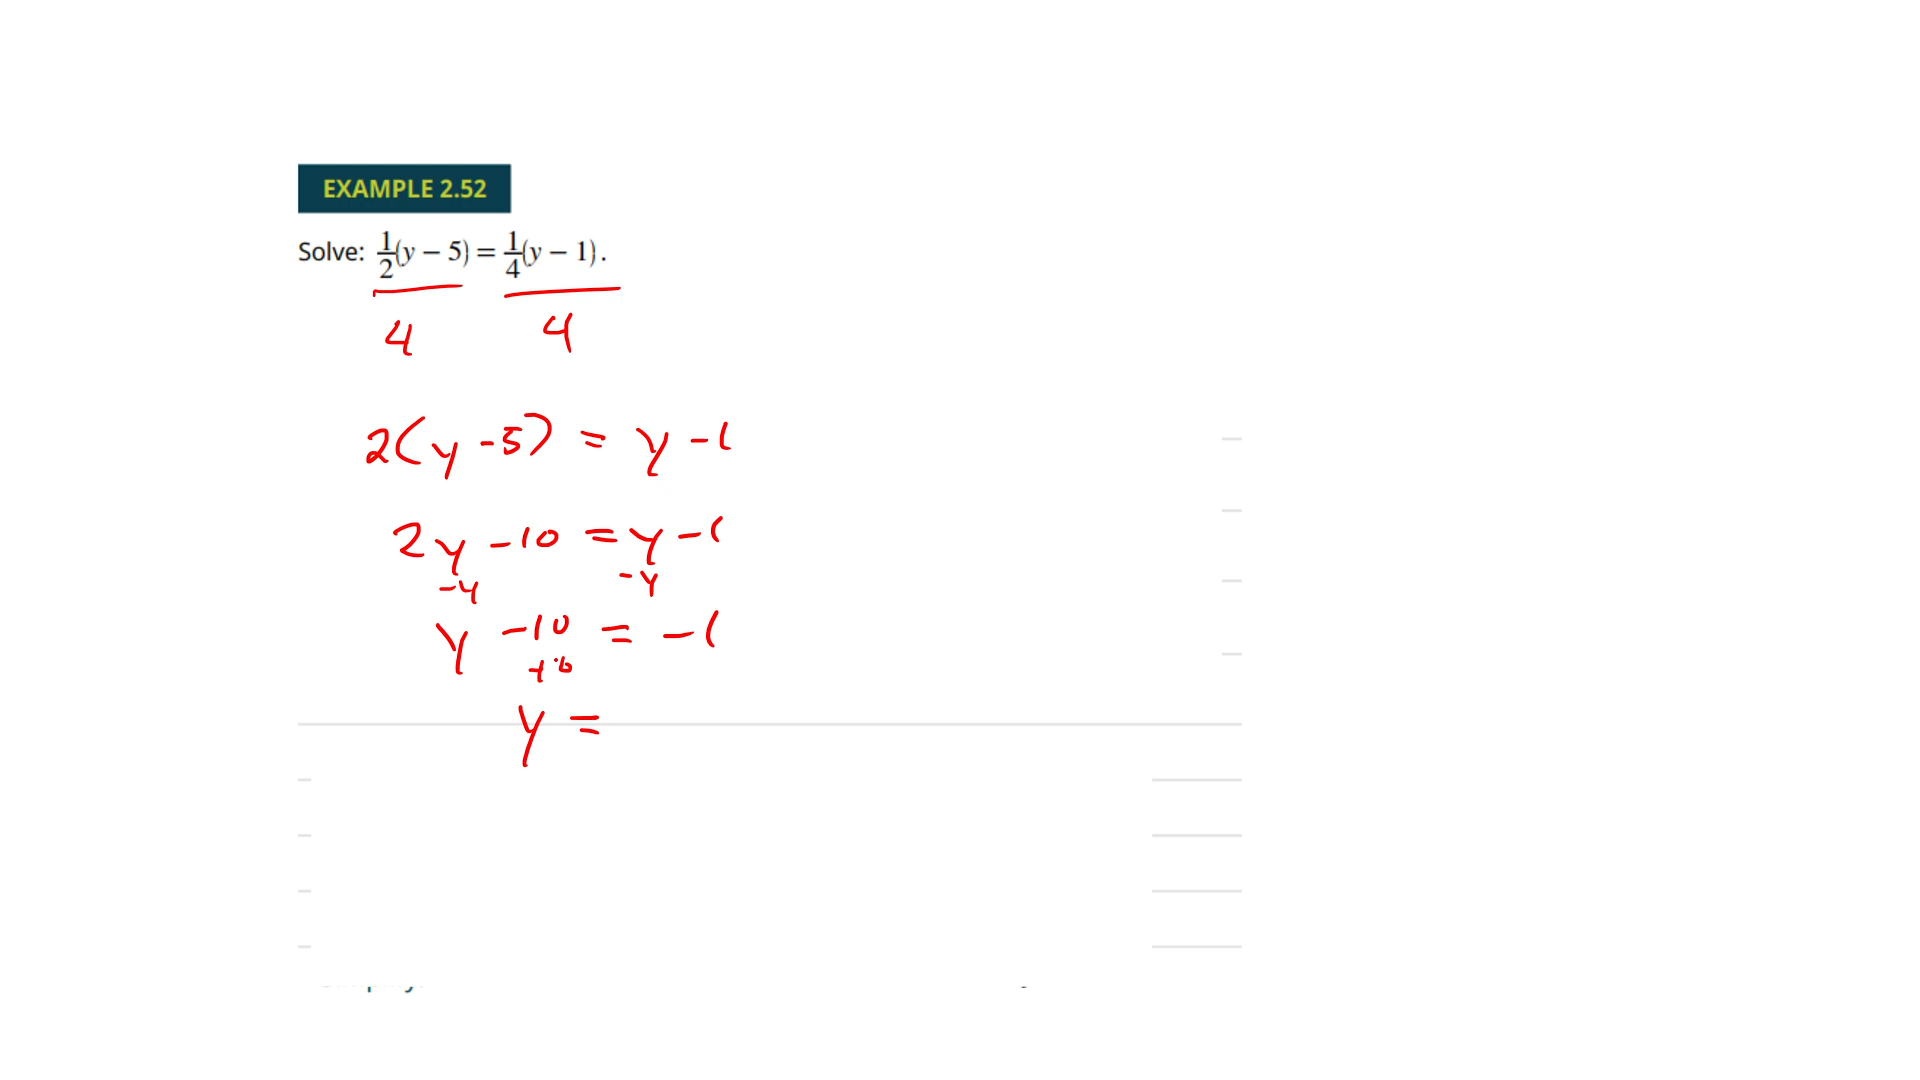 EXAMPLE 2.52
Solve: 1/2(y − 5) = 1/4(y − 1).
4 4
2(y -5) = y -1
2y -10 = y -1
-y -y
y -10 = -1
+10
y =